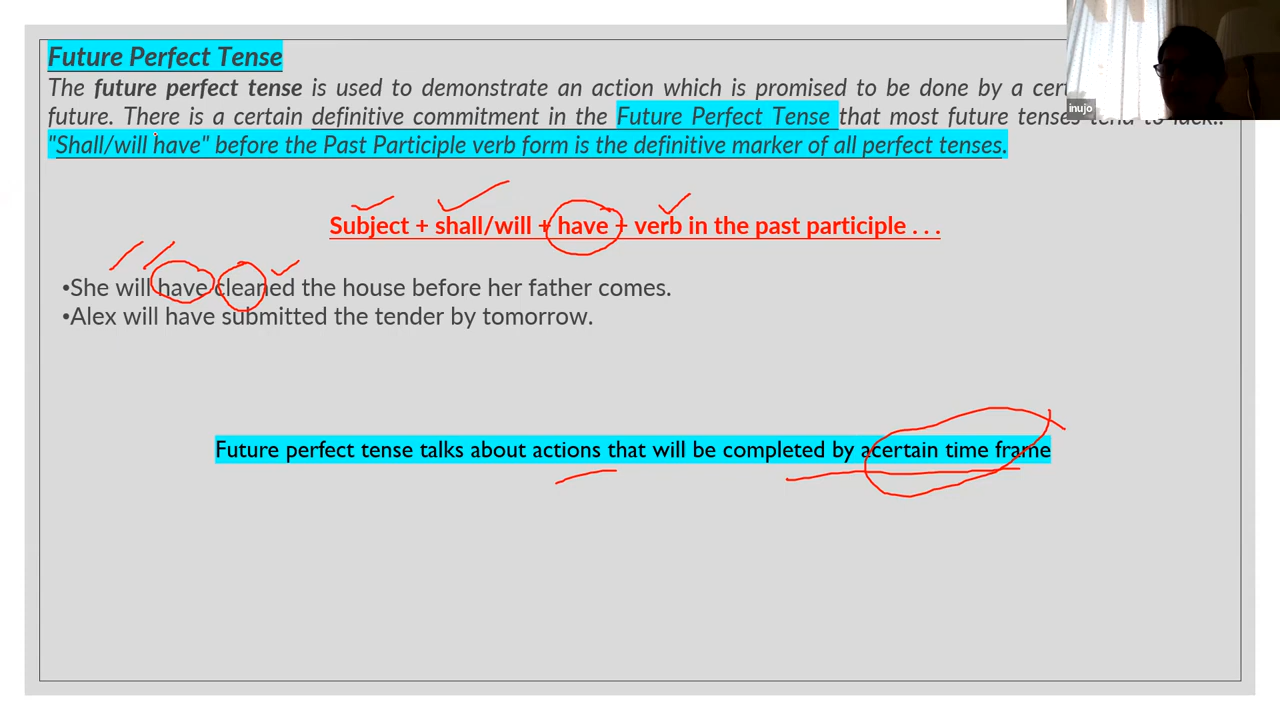 Future Perfect Tense
The future perfect tense is used to demonstrate an action which is promised to be done by a
future. There is a certain definitive commitment in the Future Perfect Tense that most future tenses tend to lack..
"Shall/will have" before the Past Participle verb form is the definitive marker of all perfect tenses.
Subject + shall/will + have + verb in the past participle . . .
•She will have cleaned the house before her father comes.
•Alex will have submitted the tender by tomorrow.
Future perfect tense talks about actions that will be completed by acertain time frame
inujo